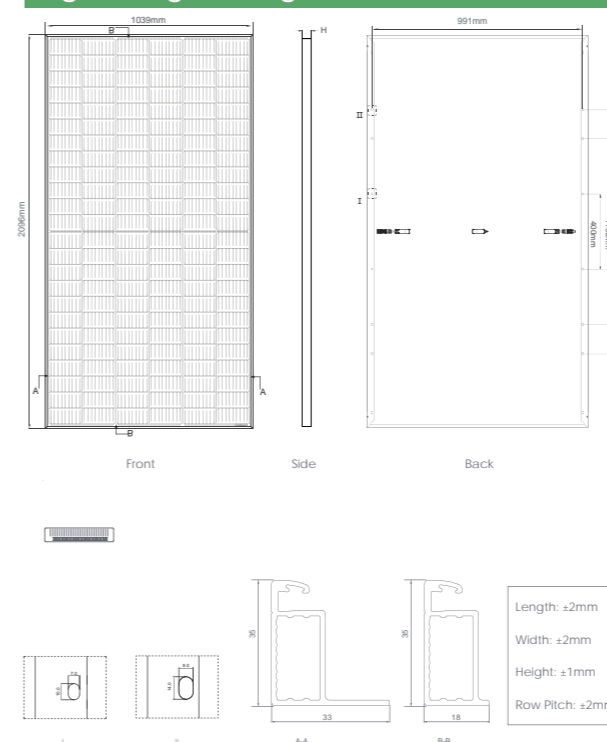 1039mm
B
H
991mm
2096mm
II
I
400mm
A
A
B
Front
Side
Back
35
33
35
18
A-A
B-B
Length: ±2mm
Width: ±2mm
Height: ±1mm
Row Pitch: ±2mm